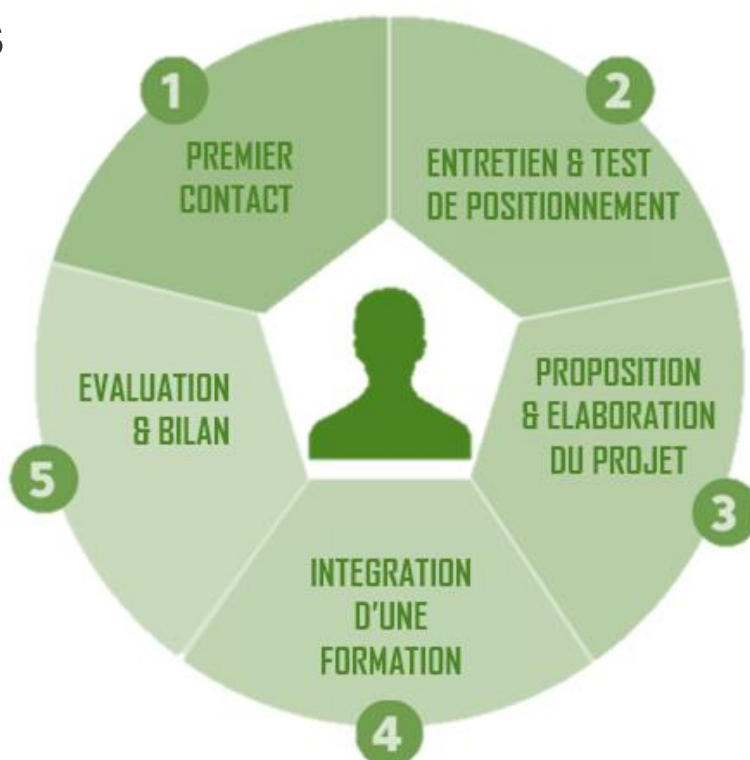 1
PREMIER
CONTACT
2
ENTRETIEN & TEST
DE POSITIONNEMENT
PROPOSITION
& ELABORATION
DU PROJET
3
INTEGRATION
D'UNE
FORMATION
4
EVALUATION
& BILAN
5